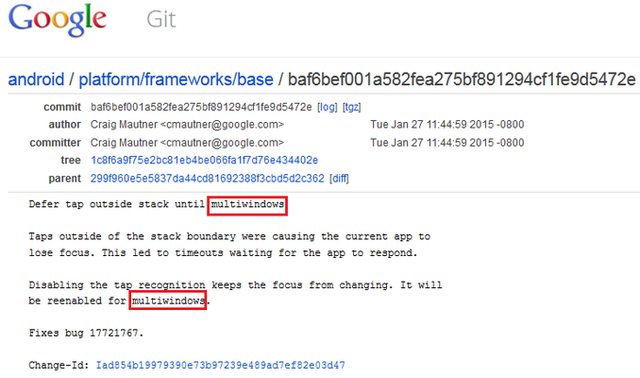 Google Git
android / platform/frameworks/base / baf6bef001a582fea275bf891294cf1fe9d5472e
commit baf6bef001a582fea275bf891294cf1fe9d5472e [log] [tgz]
author Craig Mautner <cmautner@google.com> Tue Jan 27 11:44:59 2015 -0800
committer Craig Mautner <cmautner@google.com> Tue Jan 27 11:44:59 2015 -0800
tree 1c8f6a9f75e2bc81eb4be066fa1f7d76e434402e
parent 299f960e5e5837da44cd81692388f3cbd5d2c362 [diff]
Defer tap outside stack until multiwindows
Taps outside of the stack boundary were causing the current app to
lose focus. This led to timeouts waiting for the app to respond.
Disabling the tap recognition keeps the focus from changing. It will
be reenabled for multiwindows.
Fixes bug 17721767.
Change-Id: Iad854b19979390e73b97239e489ad7ef82e03d47